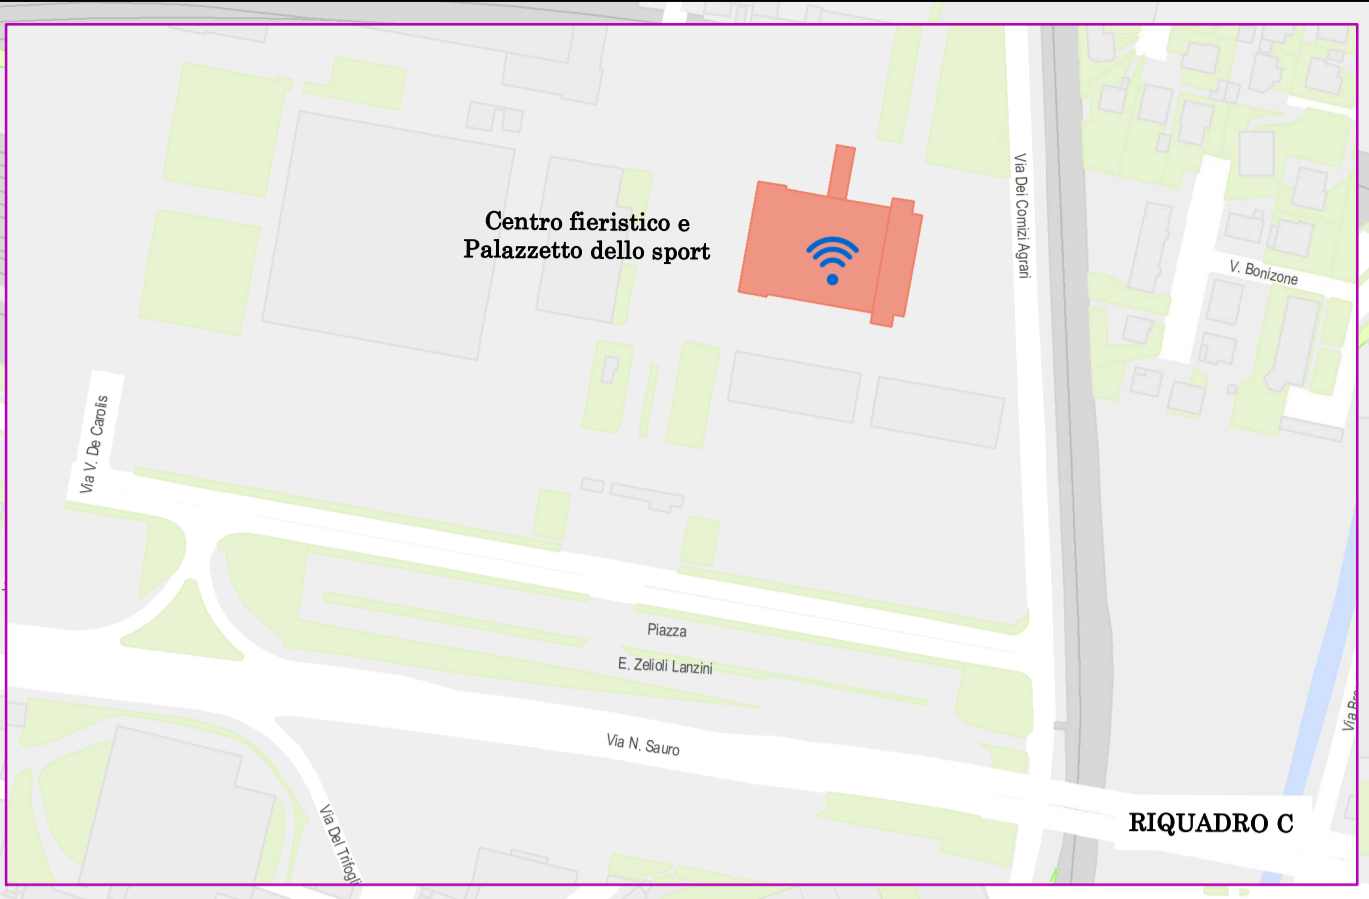 Via Dei Comizi Agrari
Centro fieristico e
Palazzetto dello sport
V. Bonizone
Via V. De Carolis
Piazza
E. Zelioli Lanzini
Via N. Sauro
Via Del Trifogli
RIQUADRO C